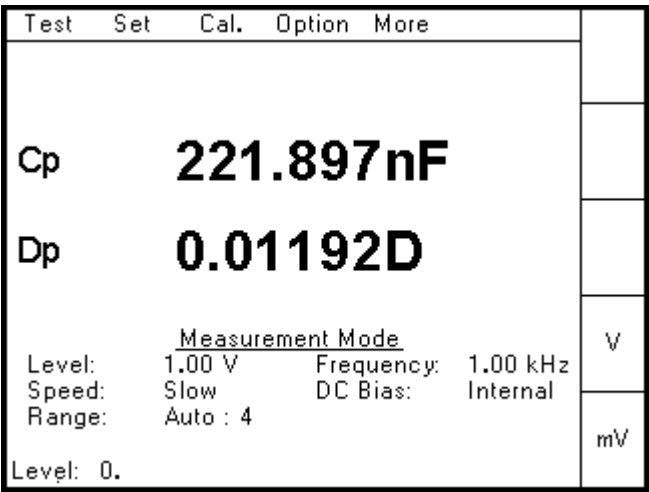 Test Set Cal. Option More
Cp 221.897nF
Dp 0.01192D
Measurement Mode
Level: 1.00 V Frequency: 1.00 kHz
V
Speed: Slow DC Bias: Internal
Range: Auto : 4
mV
Level: 0.